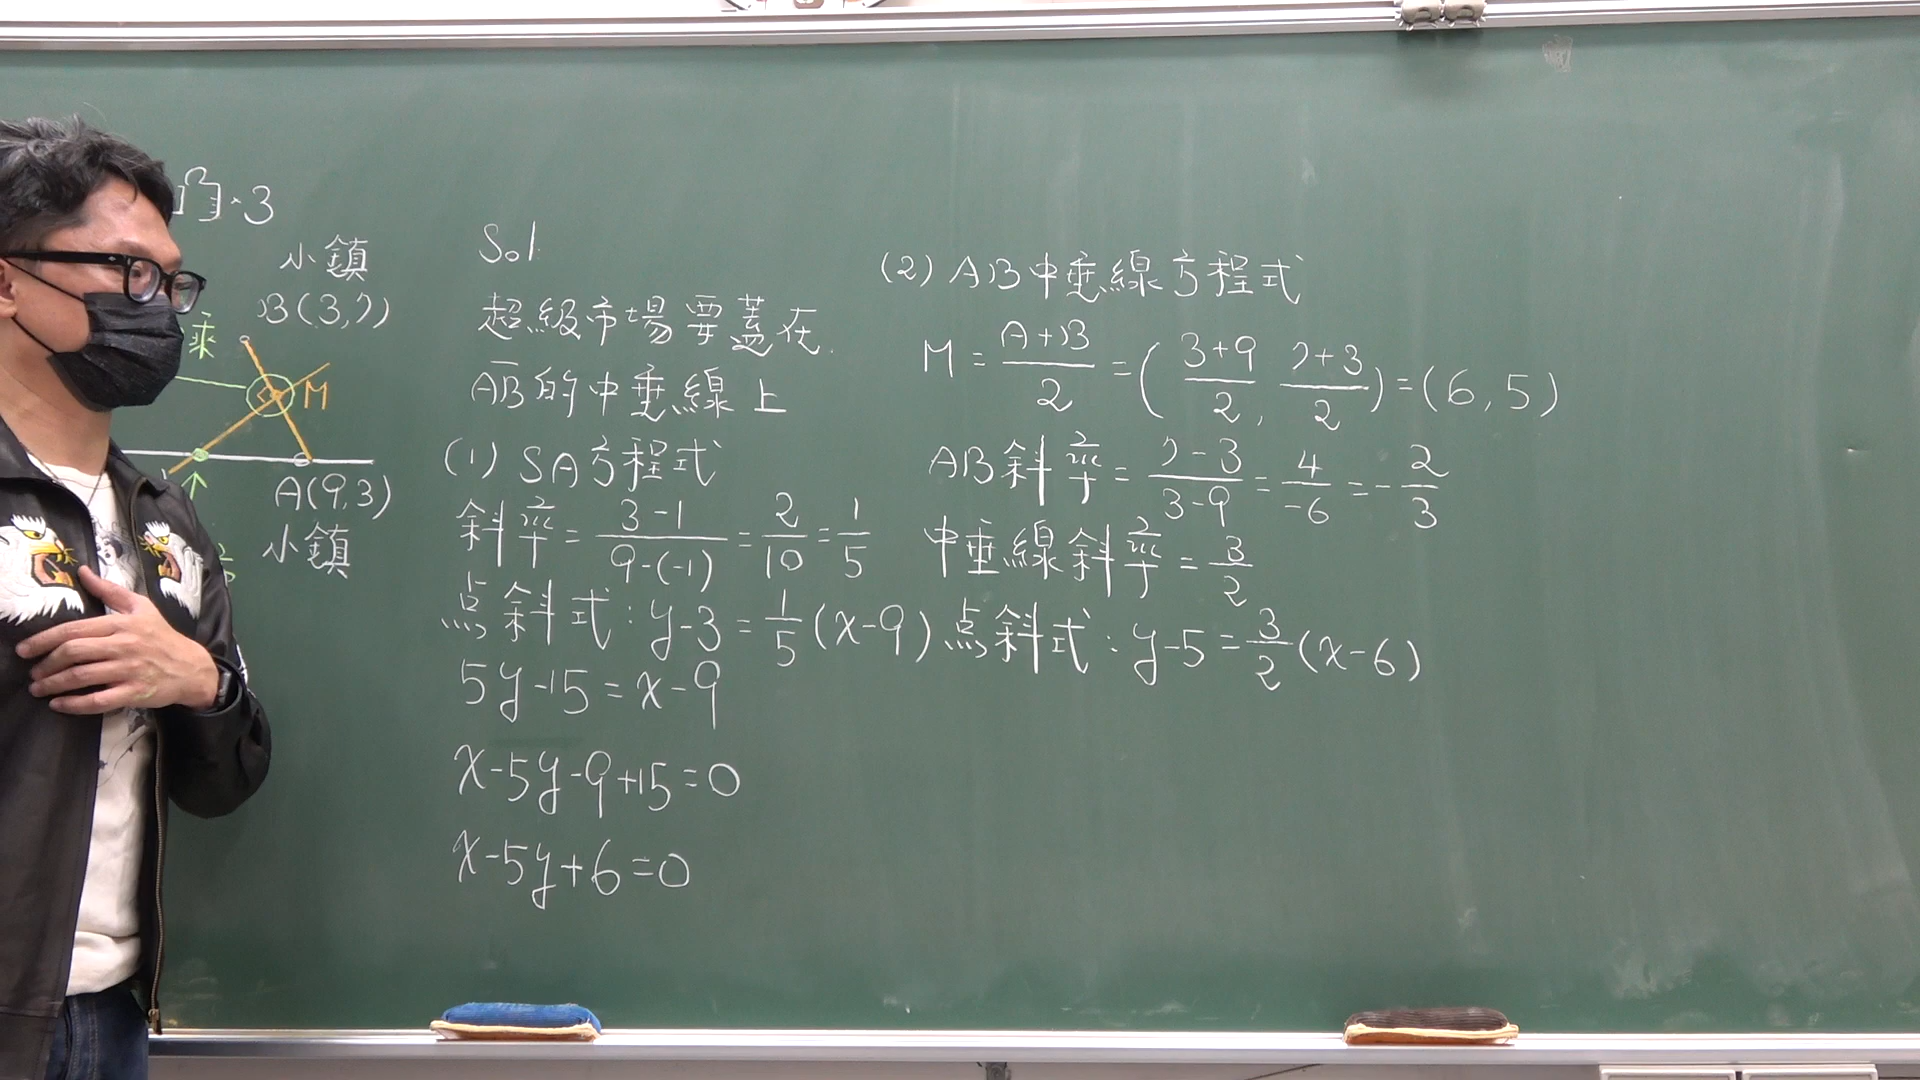 ·3
小鎮
B(3,7)
乘
M
A(9,3)
小鎮
Sol
超級市場要蓋在
AB的中垂線上
(1) SA方程式
斜率=3-1/9-(-1)=2/10=1/5
点斜式:y-3=1/5(x-9)
5y-15=x-9
x-5y-9+15=0
x-5y+6=0
(2) AB中垂線方程式
M=A+B/2=(3+9/2,7+3/2)=(6,5)
AB斜率=7-3/3-9=4/-6=-2/3
中垂線斜率=3/2
点斜式:y-5=3/2(x-6)